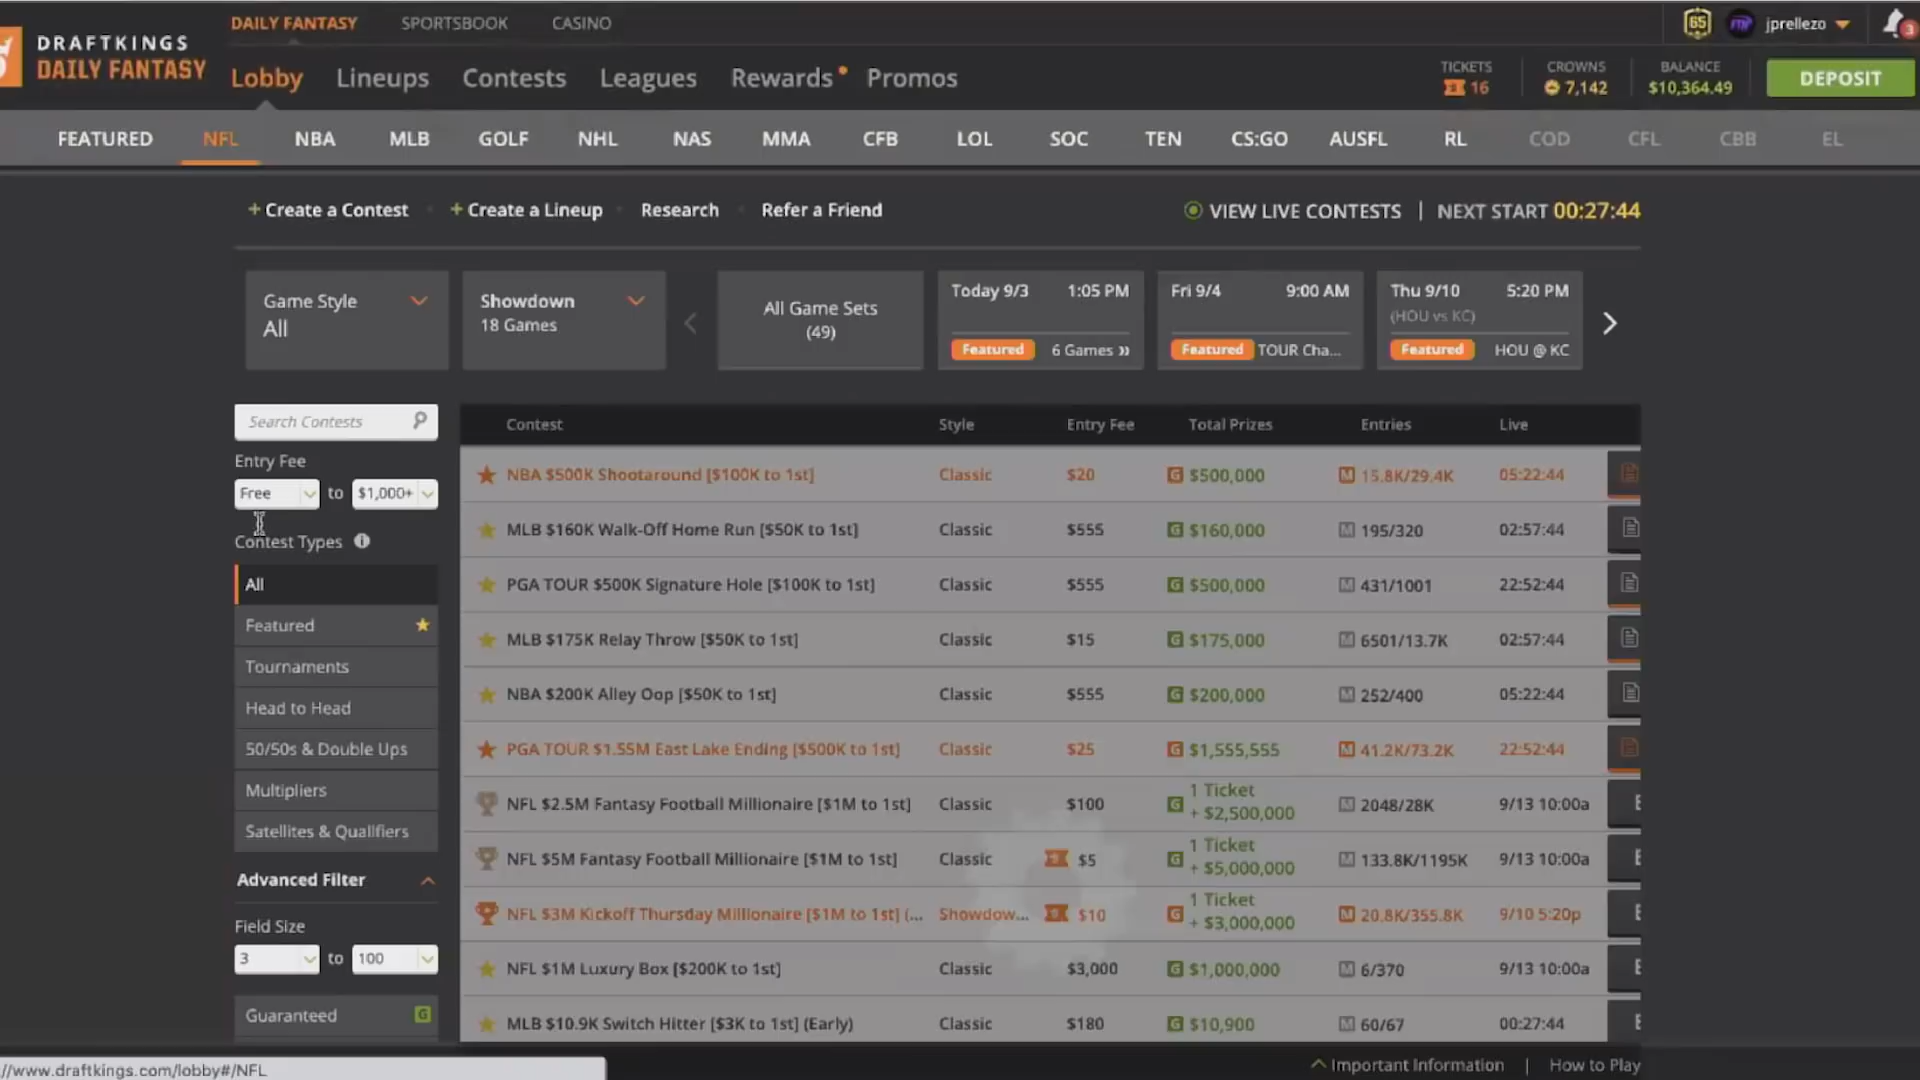 DAILY FANTASY SPORTSBOOK CASINO
65 jprellezo 3
DRAFTKINGS
DAILY FANTASY
Lobby Lineups Contests Leagues Rewards Promos
TICKETS CROWNS BALANCE DEPOSIT
16 7,142 $10,364.49
FEATURED NFL NBA MLB GOLF NHL NAS MMA CFB LOL SOC TEN CS:GO AUSFL RL COD CFL CBB EL
+ Create a Contest + Create a Lineup Research Refer a Friend VIEW LIVE CONTESTS | NEXT START 00:27:44
Game Style
All
Showdown
18 Games
All Game Sets
(49)
Today 9/3 1:05 PM
Featured 6 Games »
Fri 9/4 9:00 AM
Featured TOUR Cha...
Thu 9/10 5:20 PM
(HOU vs KC)
Featured HOU @ KC
Search Contests
Entry Fee
Free to $1,000+
Contest Types
All
Featured
Tournaments
Head to Head
50/50s & Double Ups
Multipliers
Satellites & Qualifiers
Advanced Filter
Field Size
3 to 100
Guaranteed G
Contest Style Entry Fee Total Prizes Entries Live
NBA $500K Shootaround [$100K to 1st] Classic $20 G $500,000 M 15.8K/29.4K 05:22:44
MLB $160K Walk-Off Home Run [$50K to 1st] Classic $555 G $160,000 M 195/320 02:57:44
PGA TOUR $500K Signature Hole [$100K to 1st] Classic $555 G $500,000 M 431/1001 22:52:44
MLB $175K Relay Throw [$50K to 1st] Classic $15 G $175,000 M 6501/13.7K 02:57:44
NBA $200K Alley Oop [$50K to 1st] Classic $555 G $200,000 M 252/400 05:22:44
PGA TOUR $1.55M East Lake Ending [$500K to 1st] Classic $25 G $1,555,555 M 41.2K/73.2K 22:52:44
NFL $2.5M Fantasy Football Millionaire [$1M to 1st] Classic $100 G 1 Ticket + $2,500,000 M 2048/28K 9/13 10:00a
NFL $5M Fantasy Football Millionaire [$1M to 1st] Classic $5 G 1 Ticket + $5,000,000 M 133.8K/1195K 9/13 10:00a
NFL $3M Kickoff Thursday Millionaire [$1M to 1st] (... Showdow... $10 G 1 Ticket + $3,000,000 M 20.8K/355.8K 9/10 5:20p
NFL $1M Luxury Box [$200K to 1st] Classic $3,000 G $1,000,000 M 6/370 9/13 10:00a
MLB $10.9K Switch Hitter [$3K to 1st] (Early) Classic $180 G $10,900 M 60/67 00:27:44
//www.draftkings.com/lobby#/NFL
Important Information | How to Play